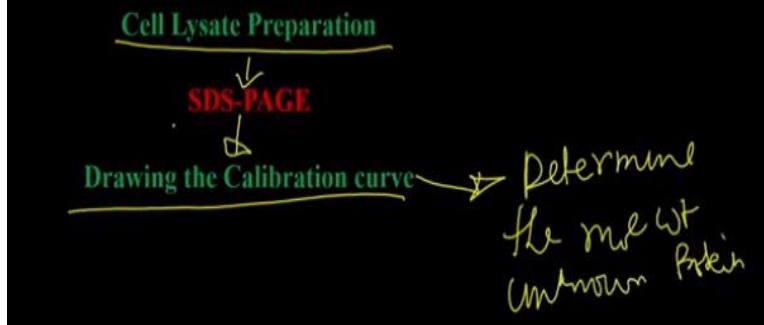 Cell Lysate Preparation
SDS-PAGE
Drawing the Calibration curve
Determine
the mol wt
unknown Protein